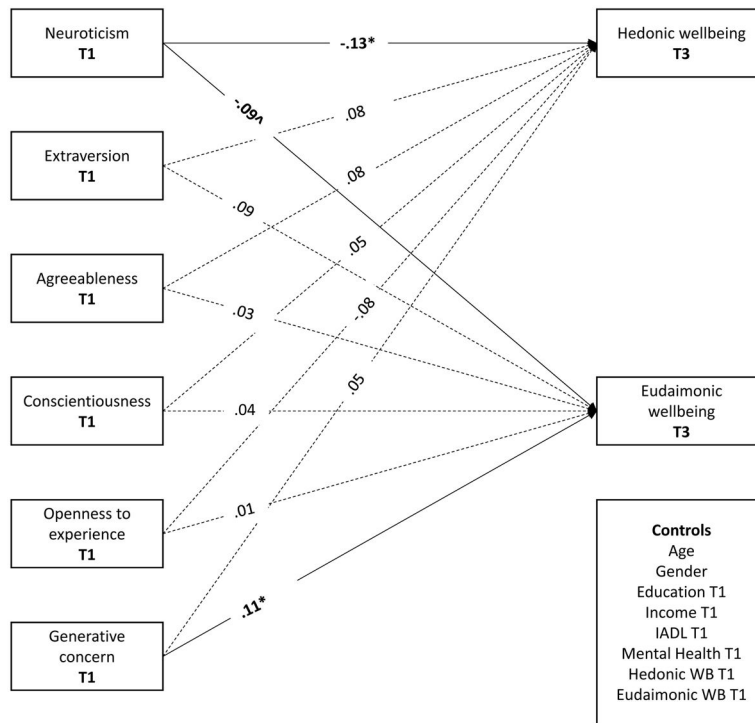 Neuroticism
T1
-.13*
Hedonic wellbeing
T3
Extraversion
T1
.08
.09
Agreeableness
T1
.08
.03
Conscientiousness
T1
.05
.04
Eudaimonic
wellbeing
T3
Openness to
experience
T1
-.08
.01
Generative
concern
T1
.05
.11*
Controls
Age
Gender
Education T1
Income T1
IADL T1
Mental Health T1
Hedonic WB T1
Eudaimonic WB T1